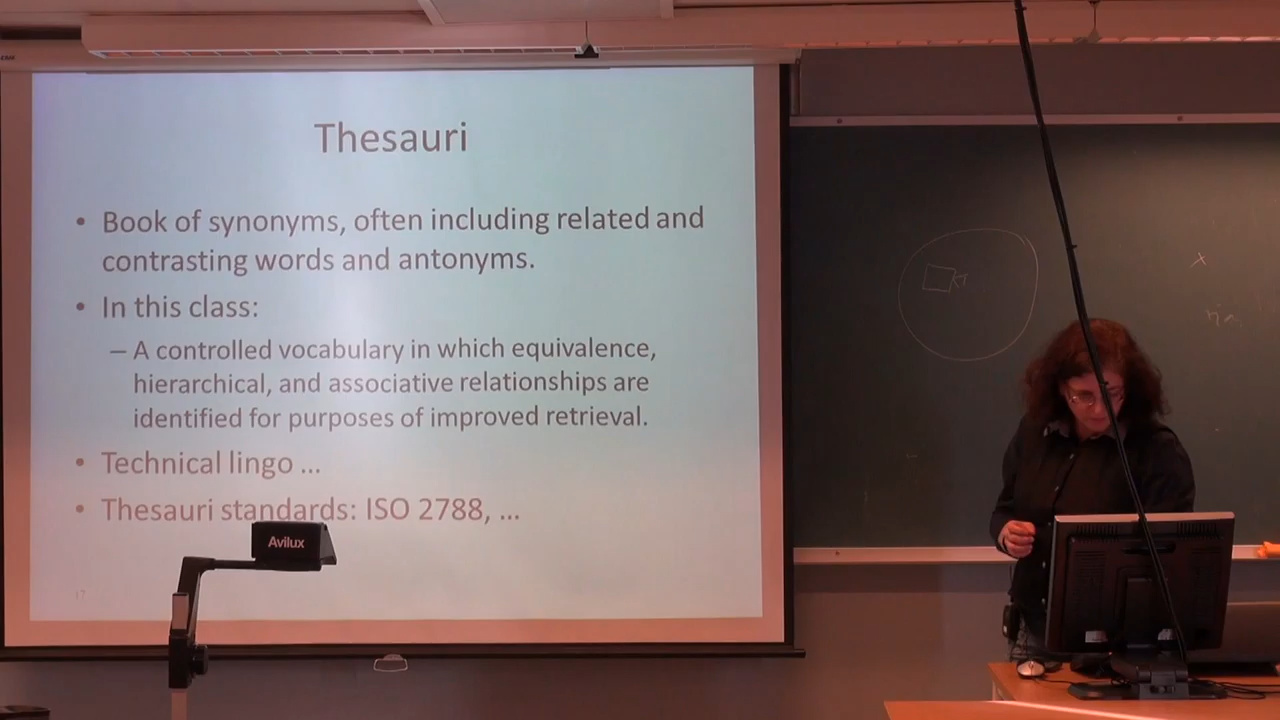 Thesauri
• Book of synonyms, often including related and
contrasting words and antonyms.
• In this class:
– A controlled vocabulary in which equivalence,
hierarchical, and associative relationships are
identified for purposes of improved retrieval.
• Technical lingo ...
• Thesauri standards: ISO 2788, ...
Avilux
17